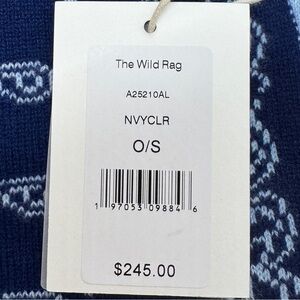 The Wild Rag
A25210AL
NVYCLR
O/S
1 97053 09884 6
$245.00